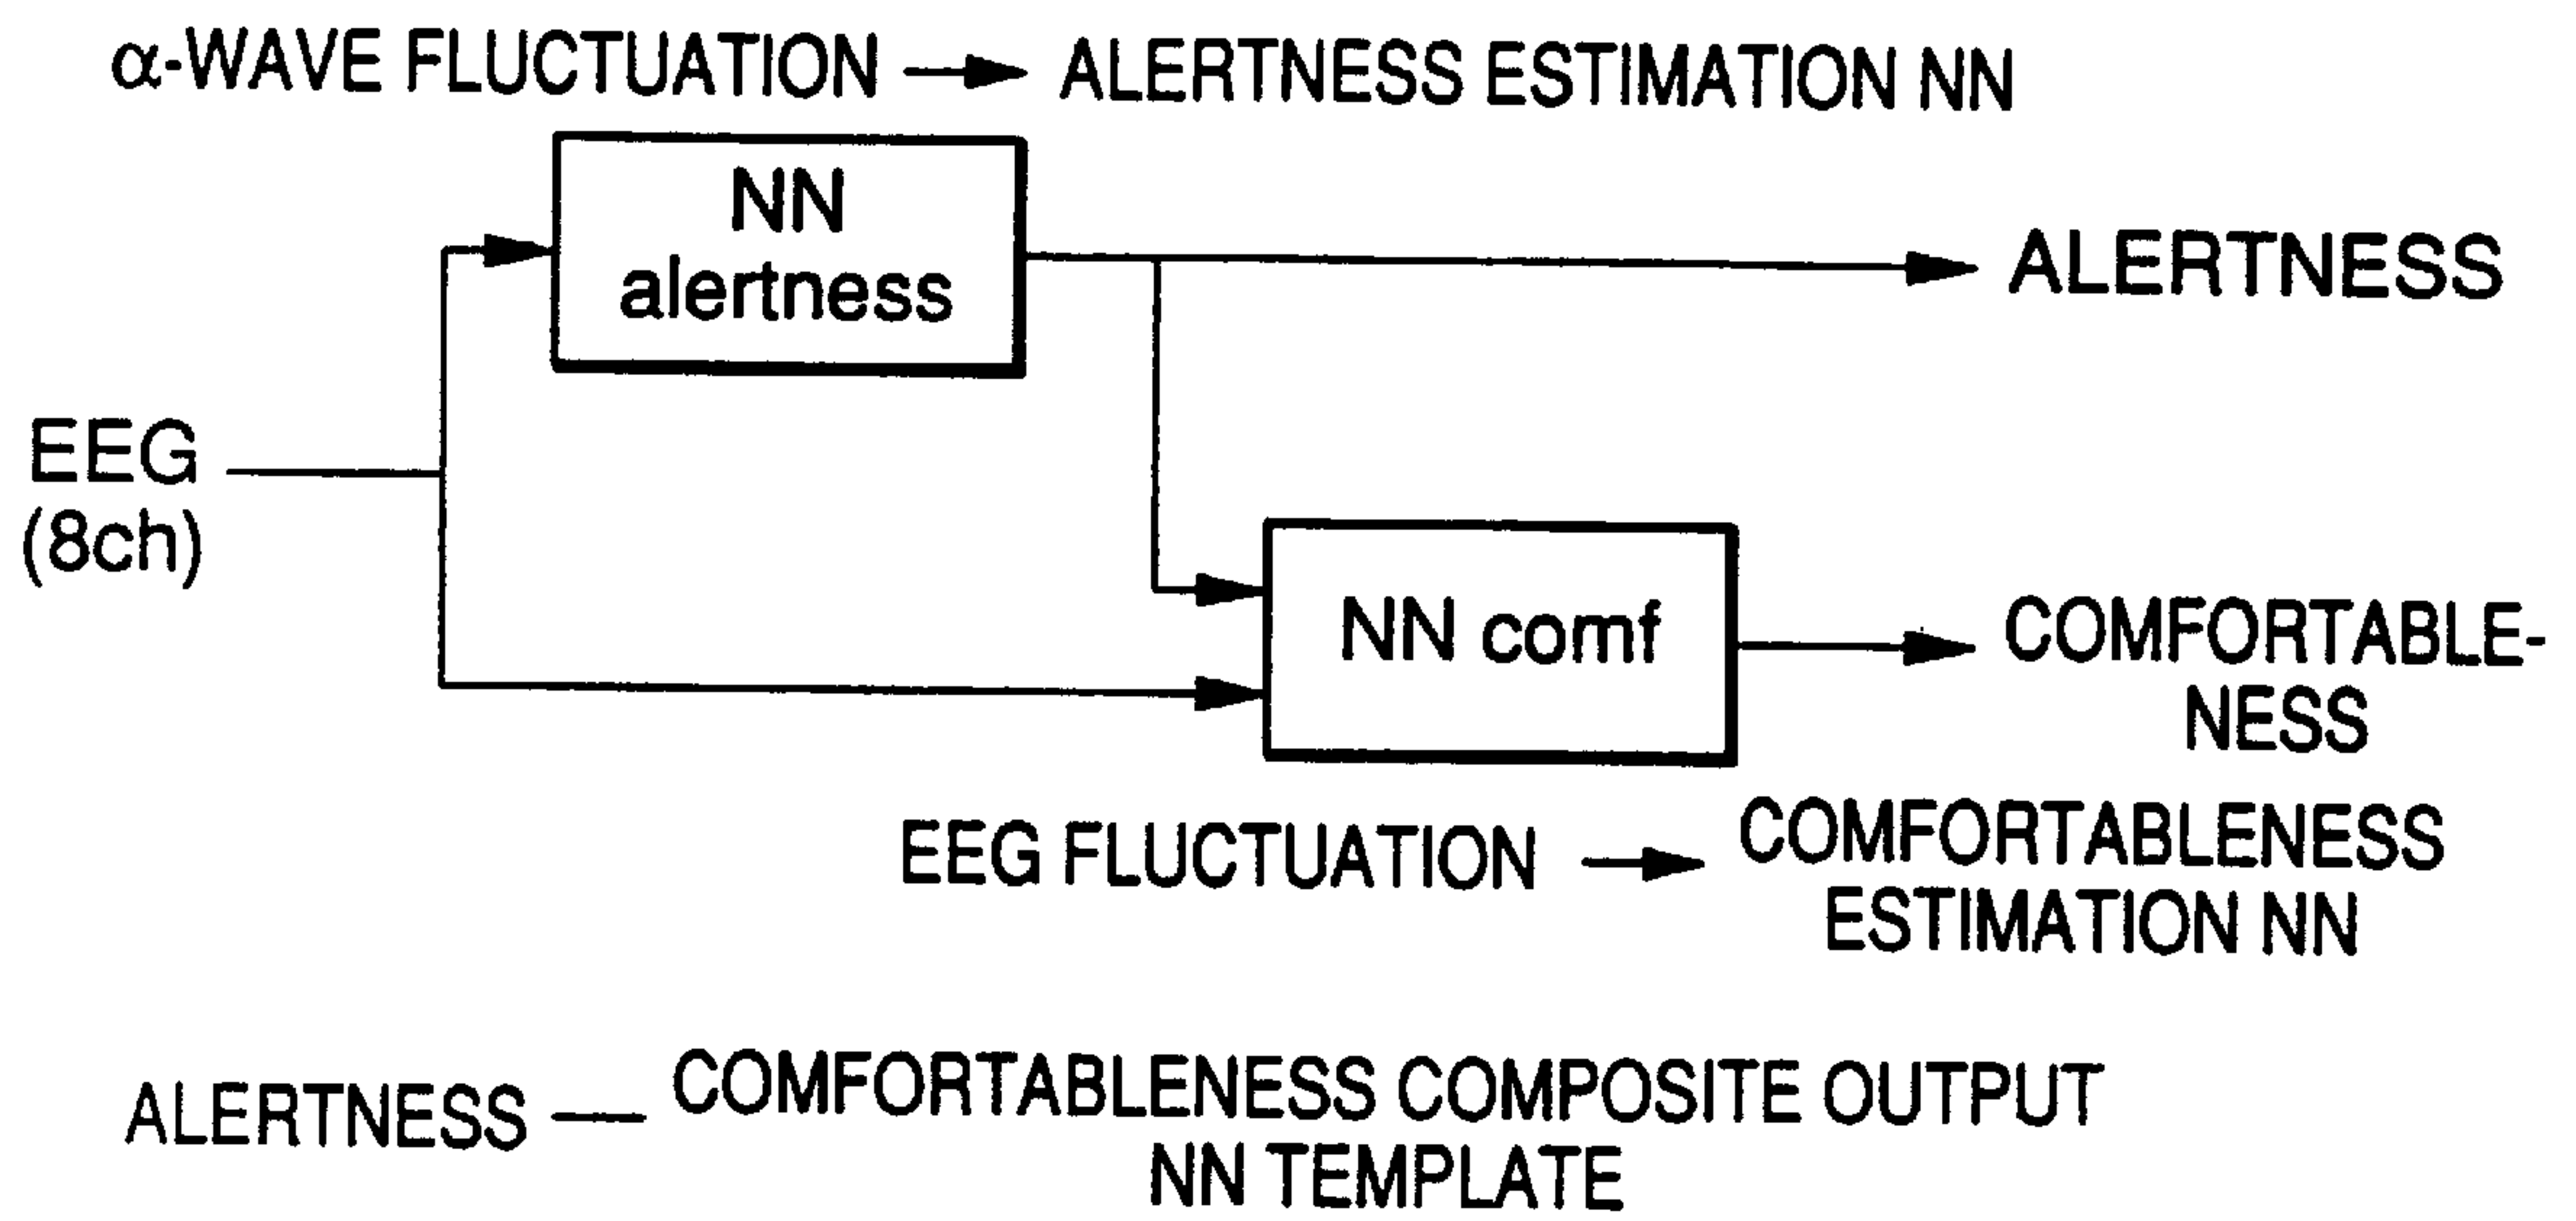 α-WAVE FLUCTUATION → ALERTNESS ESTIMATION NN
NN
alertness
ALERTNESS
EEG
(8ch)
NN comf
COMFORTABLE-
NESS
EEG FLUCTUATION → COMFORTABLENESS
ESTIMATION NN
ALERTNESS — COMFORTABLENESS COMPOSITE OUTPUT
NN TEMPLATE